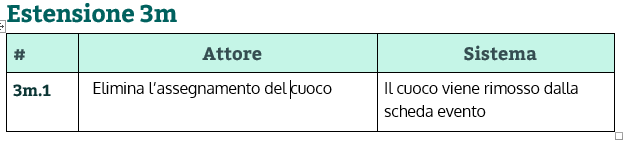 Estensione 3m
# Attore Sistema
3m.1 Elimina l'assegnamento del cuoco Il cuoco viene rimosso dalla
scheda evento